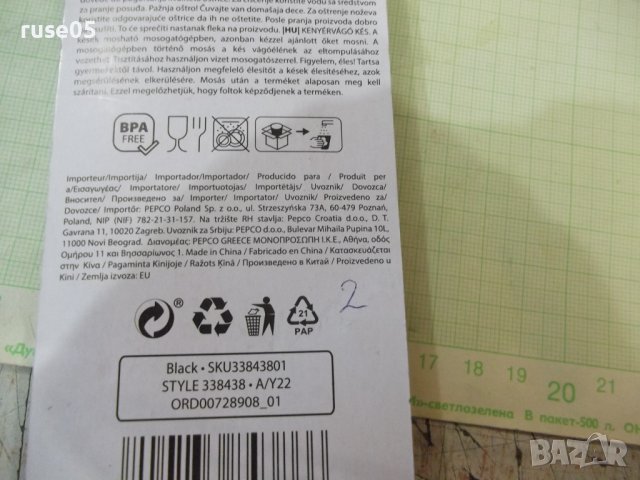 ruse05
za pranje posuđa. Pažnja oštro! Čuvajte van domašaja dece. Za oštrenje noževa
koristite odgovarajuće oštrice da ih ne oštetite. Posle pranja proizvoda dobro
To će sprečiti nastanak fleka na proizvodu. |HU| KENYÉRVÁGÓ KÉS. A
kések mosható mosogatógépben, azonban kézzel ajánlott őket mosni. A
mosogatógépben történő mosás a kés vágóélének az eltompulásához
vezethet Tisztításához használjon vizet mosogatószerrel. Figyelem, éles! Tartsa
gyermekektől távol. Használjon megfelelő élesítőt a kések élesítéséhez, azok
megsérülésének elkerülésére. Mosás után a terméket alaposan meg kell
szárítani. Ezzel megelőzhetjük, hogy foltok képződjenek a terméken.
BPA
FREE
Importeur/Importija/ Importador/Importador/ Producido para / Produit per
a/Εισαγωγέας/ Importatore/ Importuotojas/ Importētājs/ Uvoznik/ Dovozca/
Вносител/ Произведено за/ Importer/ Importator/ Увозник/ Proizvedeno za/
Dovozce/ Importőr: PEPCO Poland Sp. z o.o., ul. Strzeszyńska 73A, 60-479 Poznań,
Poland, NIP (NIF) 782-21-31-157. Na tržište RH stavlja: Pepco Croatia d.o.o., D. T.
Gavrana 11, 10020 Zagreb. Uvoznik za Srbiju: PEPCO d.o.o., Bulevar Mihaila Pupina 10L,
11000 Novi Beograd. Διανομέας: PEPCO GREECE ΜΟΝΟΠΡΟΣΩΠΗ Ι.Κ.Ε., Αθήνα, οδός
Ομήρου 11 και Βησσαρίωνος 1. Made in China / Fabricado en China / Κατασκευάζεται
στην Κίνα / Pagaminta Kinijoje / Ražots Ķīnā / Произведено в Китай / Proizvedeno u
Kini / Zemlja izvoza: EU
®
21
PAP
2
Black • SKU33843801
STYLE 338438 • A/Y22
ORD00728908_01
17 18 19 20 21
о-светлозелена В пакет-500 л.
BAZAR